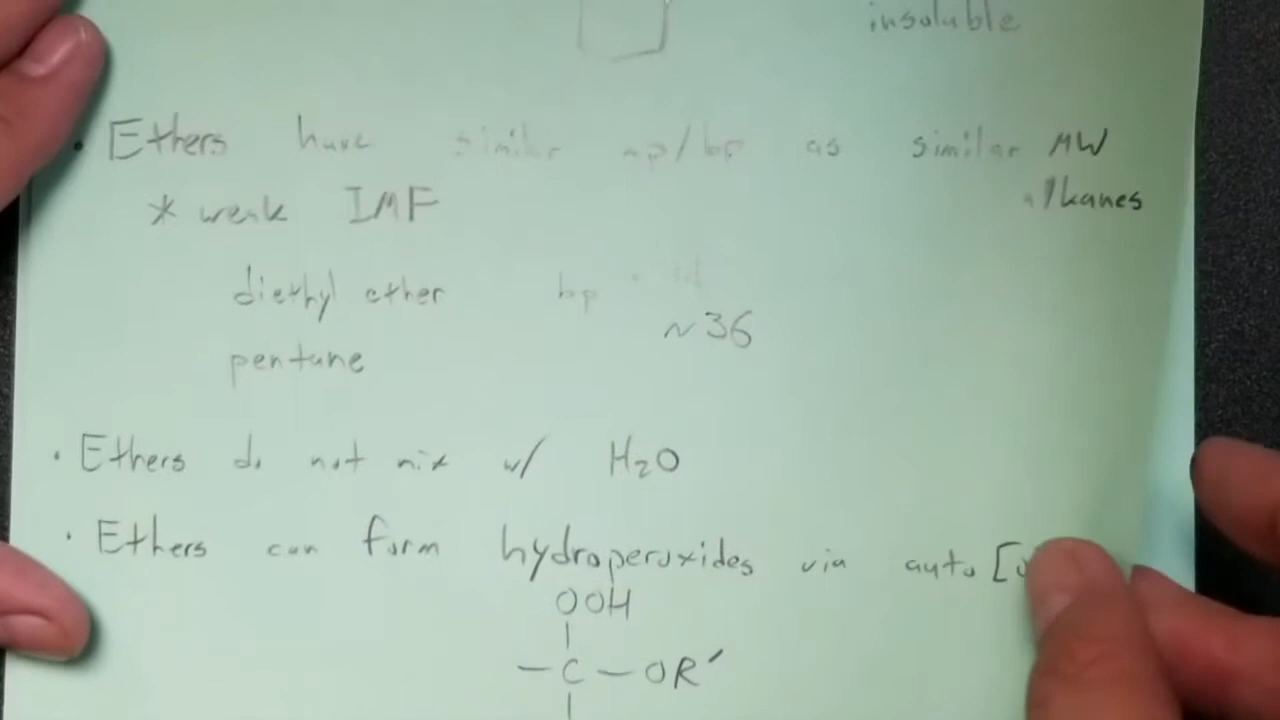 insoluble
• Ethers have similar mp/bp as similar MW
alkanes
* weak IMF
diethyl ether bp
~36
pentane
• Ethers do not mix w/ H2O
• Ethers can form hydroperoxides via auto [
OOH
|
— C — OR′
|